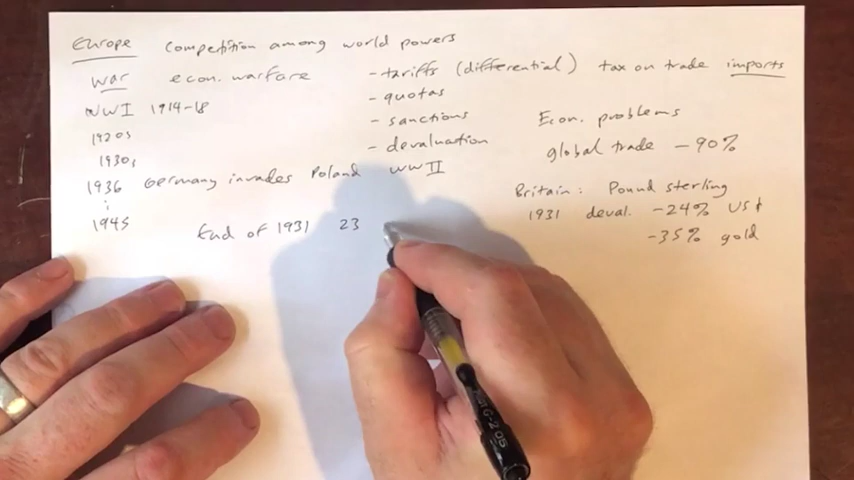 Europe Competition among world powers
war econ. warfare
WWI 1914-18
1920s
1930s
1936 Germany invades Poland WWII
:
1945
- tariffs (differential) tax on trade imports
- quotas
- sanctions
- devaluation
Econ. problems
global trade -90%
Britain: Pound sterling
1931 deval. -24% US$
-35% gold
End of 1931 23
G-2 05